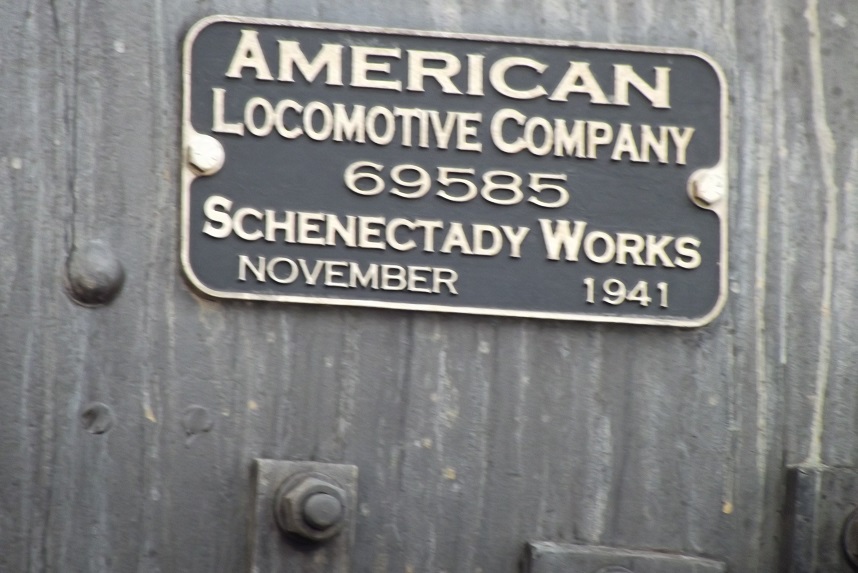 AMERICAN
LOCOMOTIVE COMPANY
69585
SCHENECTADY WORKS
NOVEMBER 1941